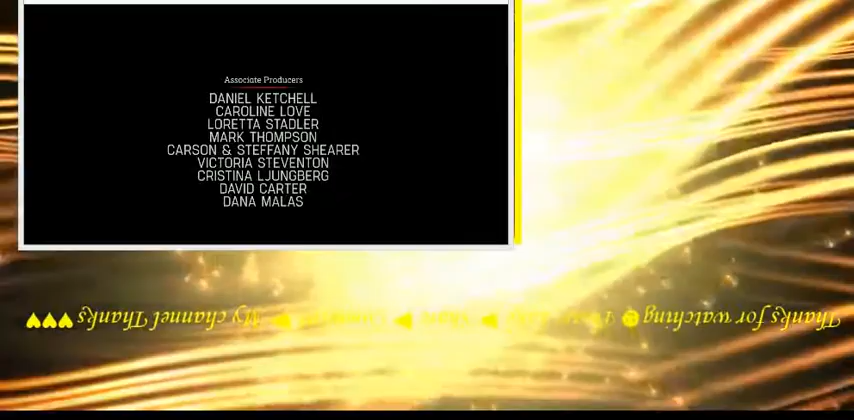 Associate Producers
DANIEL KETCHELL
CAROLINE LOVE
LORETTA STADLER
MARK THOMPSON
CARSON & STEFFANY SHEARER
VICTORIA STEVENTON
CRISTINA LJUNGBERG
DAVID CARTER
DANA MALAS
Thanks for watching My channel Thanks